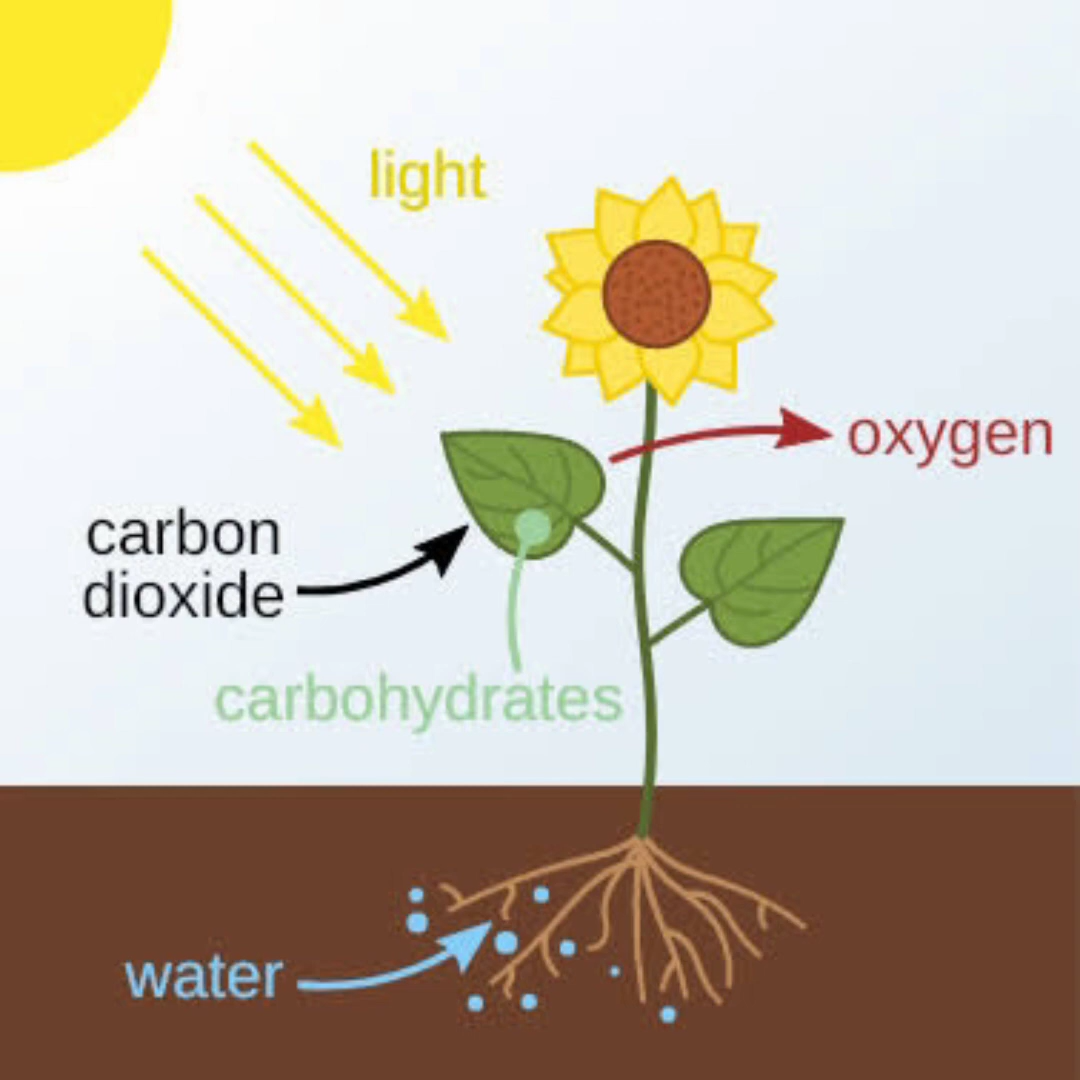 light
oxygen
carbon
dioxide
carbohydrates
water